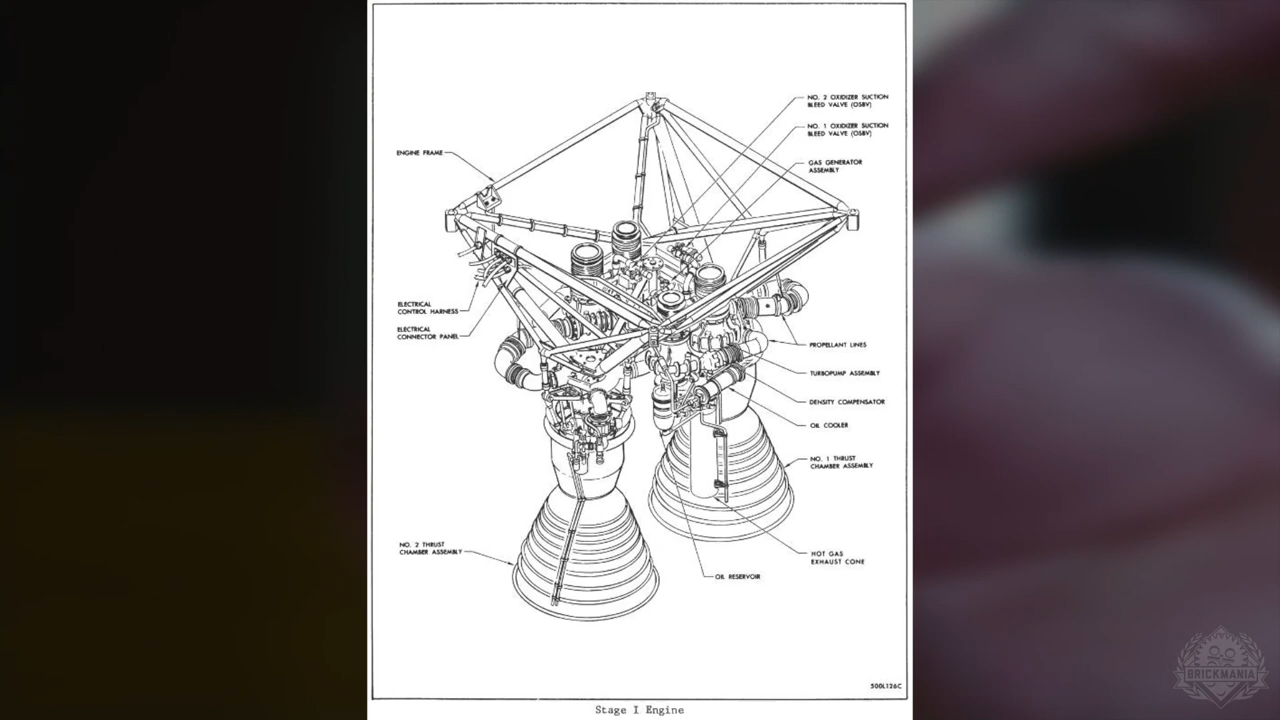 NO. 2 OXIDIZER SUCTION
BLEED VALVE (OSBV)
NO. 1 OXIDIZER SUCTION
BLEED VALVE (OSBV)
ENGINE FRAME
GAS GENERATOR
ASSEMBLY
ELECTRICAL
CONTROL HARNESS
ELECTRICAL
CONNECTOR PANEL
PROPELLANT LINES
TURBOPUMP ASSEMBLY
DENSITY COMPENSATOR
OIL COOLER
NO. 1 THRUST
CHAMBER ASSEMBLY
NO. 2 THRUST
CHAMBER ASSEMBLY
HOT GAS
EXHAUST CONE
OIL RESERVOIR
500L126C
Stage I Engine
BRICKMANIA